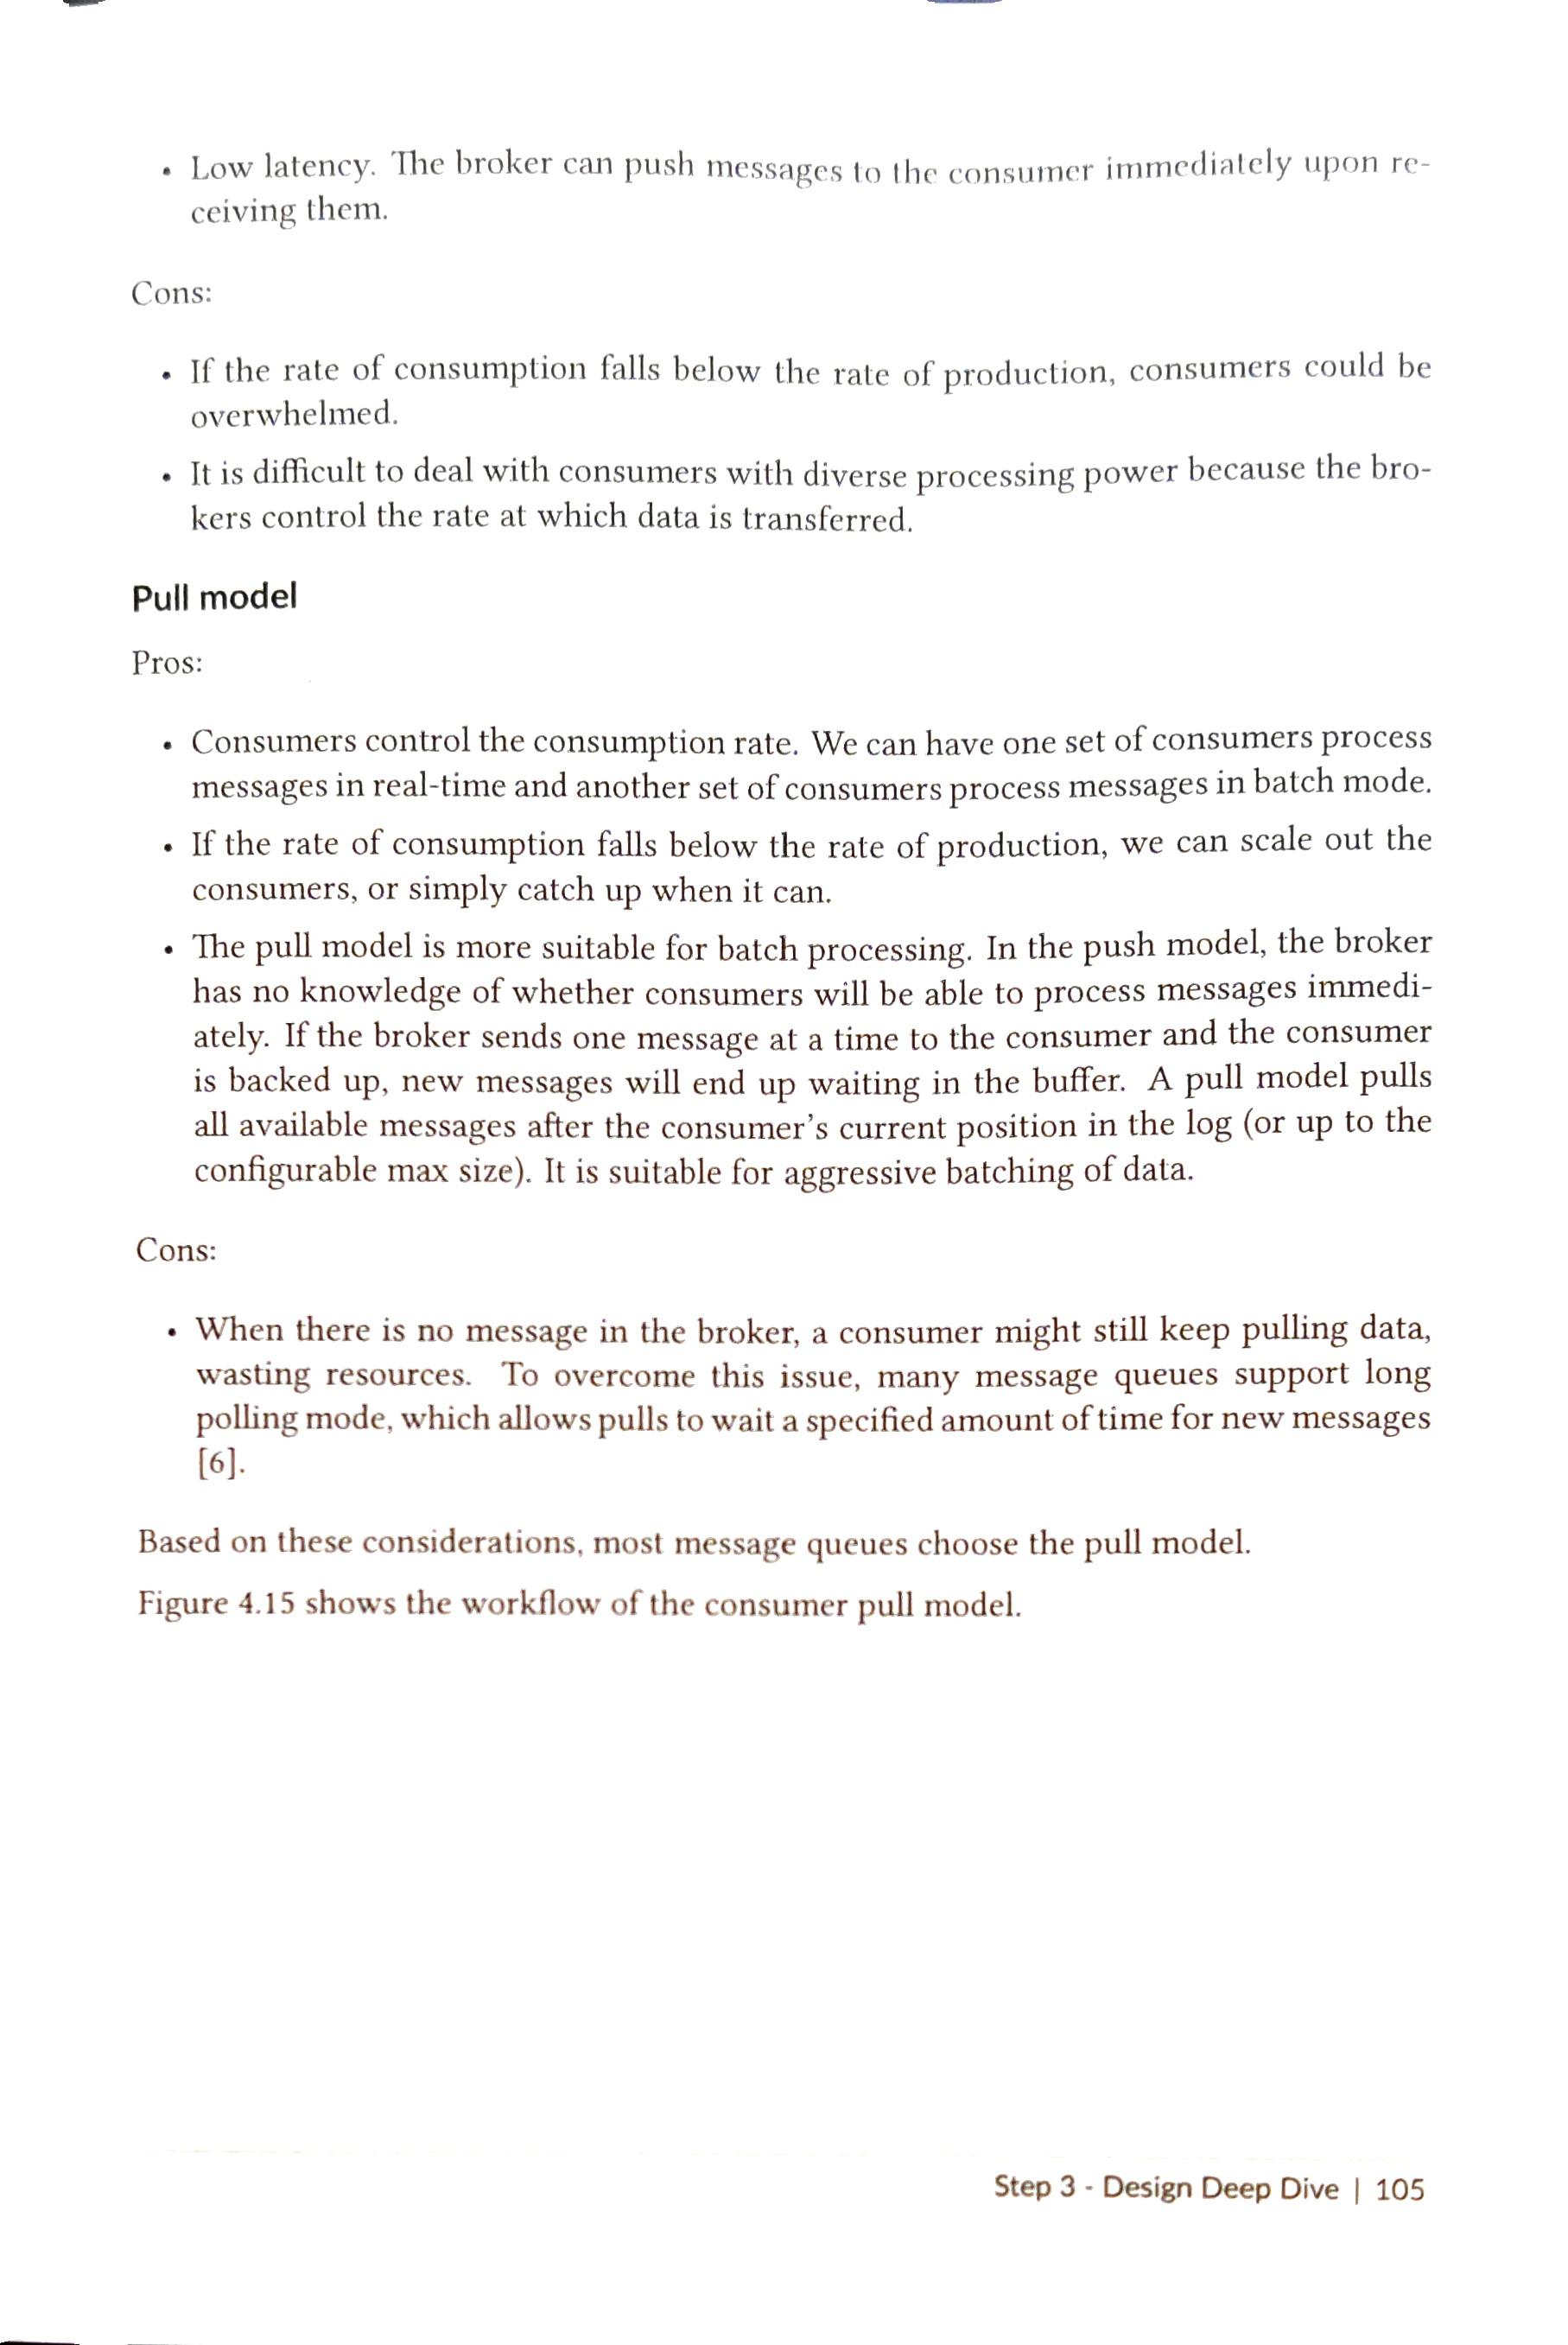 • Low latency. The broker can push messages to the consumer immediately upon re-
ceiving them.
Cons:
• If the rate of consumption falls below the rate of production, consumers could be
overwhelmed.
• It is difficult to deal with consumers with diverse processing power because the bro-
kers control the rate at which data is transferred.
Pull model
Pros:
• Consumers control the consumption rate. We can have one set of consumers process
messages in real-time and another set of consumers process messages in batch mode.
• If the rate of consumption falls below the rate of production, we can scale out the
consumers, or simply catch up when it can.
• The pull model is more suitable for batch processing. In the push model, the broker
has no knowledge of whether consumers will be able to process messages immedi-
ately. If the broker sends one message at a time to the consumer and the consumer
is backed up, new messages will end up waiting in the buffer. A pull model pulls
all available messages after the consumer's current position in the log (or up to the
configurable max size). It is suitable for aggressive batching of data.
Cons:
• When there is no message in the broker, a consumer might still keep pulling data,
wasting resources. To overcome this issue, many message queues support long
polling mode, which allows pulls to wait a specified amount of time for new messages
[6].
Based on these considerations, most message queues choose the pull model.
Figure 4.15 shows the workflow of the consumer pull model.
Step 3 - Design Deep Dive | 105